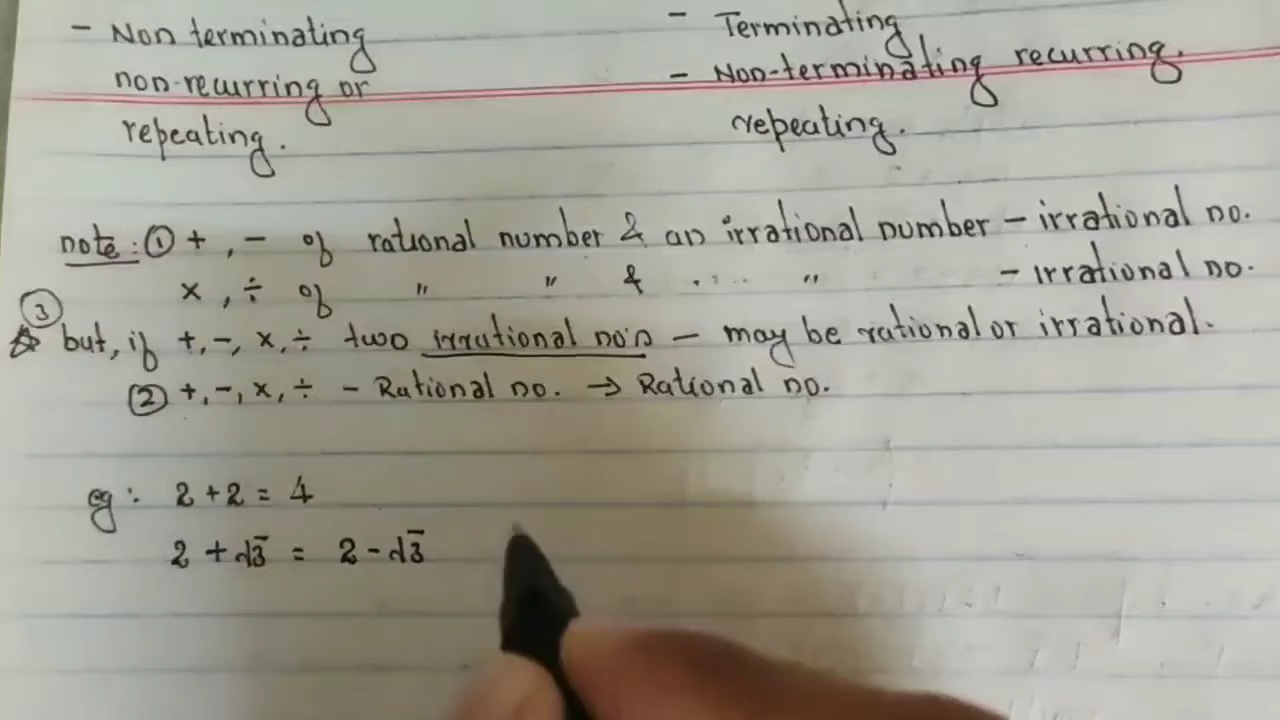 - Non terminating
non-recurring or
repeating.
- Terminating
- Non-terminating recurring.
repeating.
note: ① +, - of rational number & an irrational number - irrational no.
×, ÷ of " " & .... " - irrational no.
③ ☆ but, if +, -, ×, ÷ two irrational no's - may be rational or irrational.
② +, -, ×, ÷ - Rational no. → Rational no.
eg: 2 + 2 = 4
2 + √3 = 2 - √3